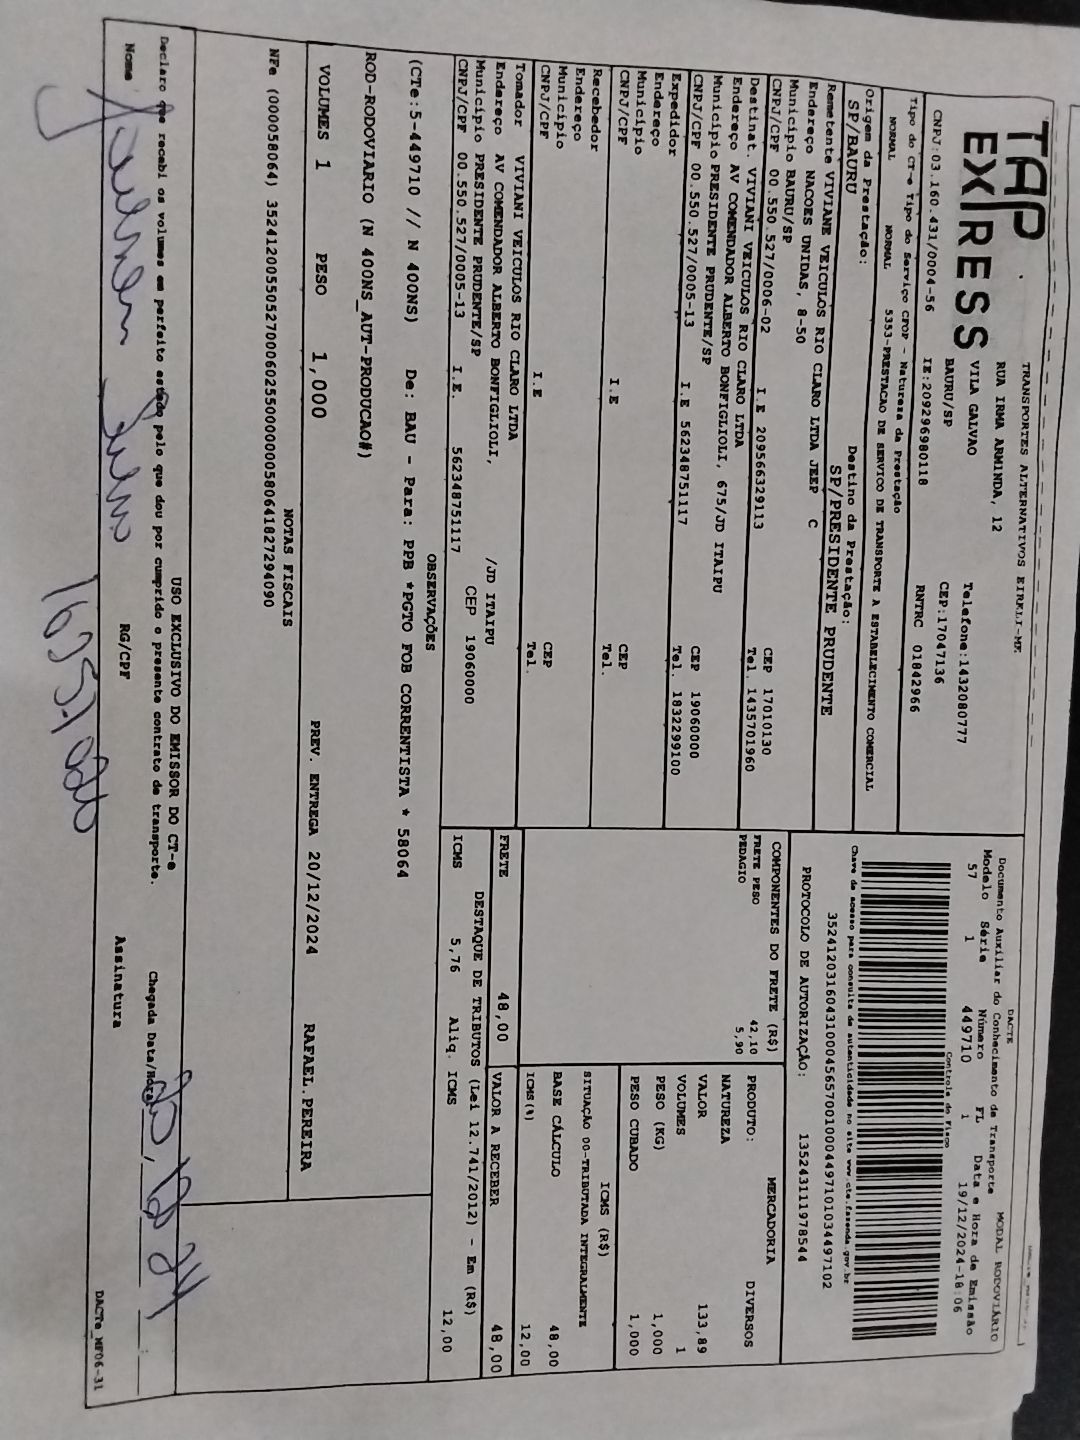 TAP EXPRESS
TRANSPORTES ALTERNATIVOS EIRELI-ME
RUA IRMA ARMINDA, 12
VILA GALVAO Telefone:1432080777
BAURU/SP CEP:17047136
CNPJ:03.160.431/0004-56 IE:209296980118 RNTRC 01842966
Tipo do CT-e Tipo do Serviço CFOP - Natureza da Prestação
NORMAL NORMAL 5353-PRESTACAO DE SERVICO DE TRANSPORTE A ESTABELECIMENTO COMERCIAL
Origem da Prestação: Destino da Prestação:
SP/BAURU SP/PRESIDENTE PRUDENTE
Remetente VIVIANE VEICULOS RIO CLARO LTDA JEEP C
Endereço NACOES UNIDAS, 8-50
Município BAURU/SP CEP 17010130
CNPJ/CPF 00.550.527/0006-02 I.E 209566329113 Tel. 1435701960
Destinat. VIVIANI VEICULOS RIO CLARO LTDA
Endereço AV COMENDADOR ALBERTO BONFIGLIOLI, 675/JD ITAIPU
Município PRESIDENTE PRUDENTE/SP CEP 19060000
CNPJ/CPF 00.550.527/0005-13 I.E 562348751117 Tel. 1832299100
Expedidor
Endereço
Município CEP
CNPJ/CPF I.E Tel.
Recebedor
Endereço
Município CEP
CNPJ/CPF I.E Tel.
Tomador VIVIANI VEICULOS RIO CLARO LTDA
Endereço AV COMENDADOR ALBERTO BONFIGLIOLI, /JD ITAIPU
Município PRESIDENTE PRUDENTE/SP CEP 19060000
CNPJ/CPF 00.550.527/0005-13 I.E. 562348751117
DACTE MODAL RODOVIÁRIO
Documento Auxiliar do Conhecimento de Transporte
Modelo Série Número FL Data e Hora de Emissão
57 1 449710 1 19/12/2024-18:06
Controle do Fisco
Chave de acesso para consulta de autenticidade no site www.cte.fazenda.gov.br
35241203160431000456570010004497101034497102
PROTOCOLO DE AUTORIZAÇÃO: 135243111978544
COMPONENTES DO FRETE (R$)
FRETE PESO 42,10
PEDAGIO 5,90
MERCADORIA
PRODUTO: DIVERSOS
NATUREZA
VALOR 133,89
VOLUMES 1
PESO (KG) 1,000
PESO CUBADO 1,000
ICMS (R$)
SITUAÇÃO 00-TRIBUTADA INTEGRALMENTE
BASE CÁLCULO 48,00
ICMS(%) 12,00
FRETE 48,00 VALOR A RECEBER 48,00
DESTAQUE DE TRIBUTOS (Lei 12.741/2012) - Em (R$)
ICMS 5,76 Aliq. ICMS 12,00
OBSERVAÇÕES
(CTe:5-449710 // N 400NS) De: BAU - Para: PPB *PGTO FOB CORRENTISTA * 58064
ROD-RODOVIARIO (N 400NS_AUT-PRODUCAO#)
VOLUMES 1 PESO 1,000 PREV. ENTREGA 20/12/2024 RAFAEL.PEREIRA
NOTAS FISCAIS
NFe (000058064) 35241200550527000602550000000580641827294090
USO EXCLUSIVO DO EMISSOR DO CT-e
Declaro que recebi os volumes em perfeito estado pelo que dou por cumprido o presente contrato de transporte. Chegada Data/Hora 20/12/24
Nome RG/CPF Assinatura
DACTe_MF06-31